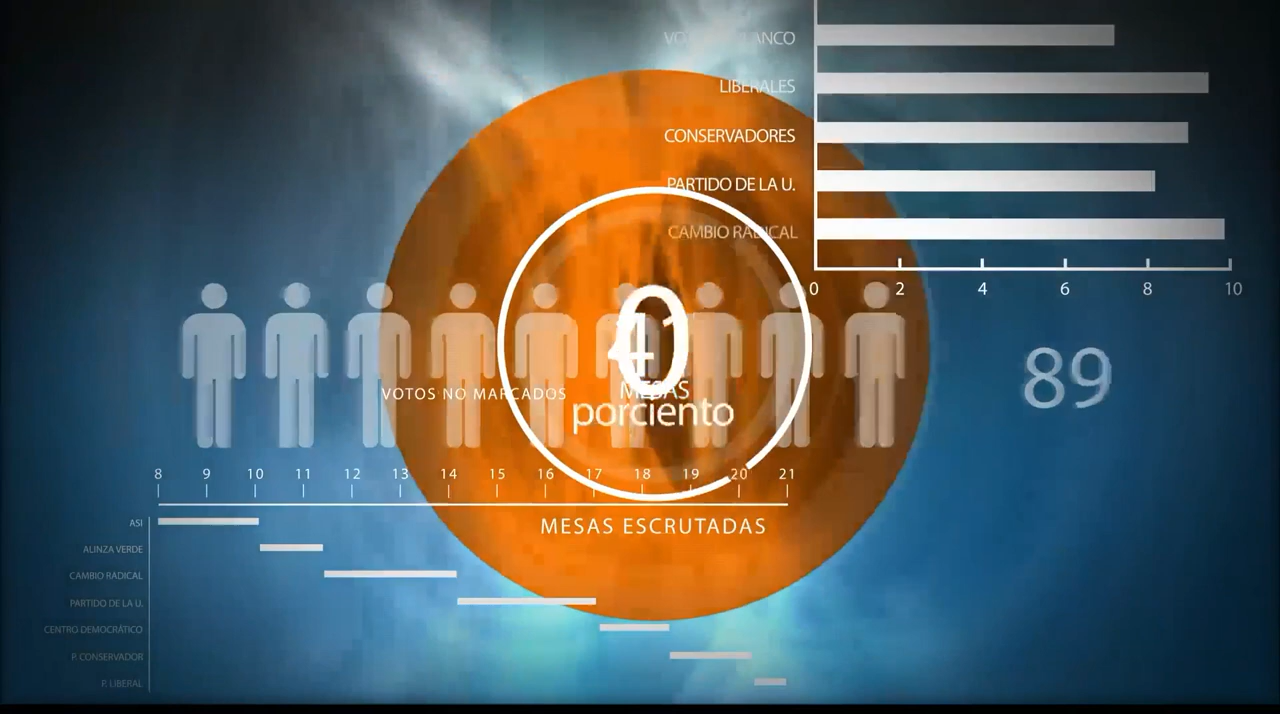 LIBERALES
CONSERVADORES
PARTIDO DE LA U.
CAMBIO RADICAL
0 2 4 6 8 10
89
VOTOS NO MARCADOS
MESAS
porciento
8 9 10 11 12 13 14 15 16 17 18 19 20 21
MESAS ESCRUTADAS
ASI
ALINZA VERDE
CAMBIO RADICAL
PARTIDO DE LA U.
CENTRO DEMOCRÁTICO
P. CONSERVADOR
P. LIBERAL